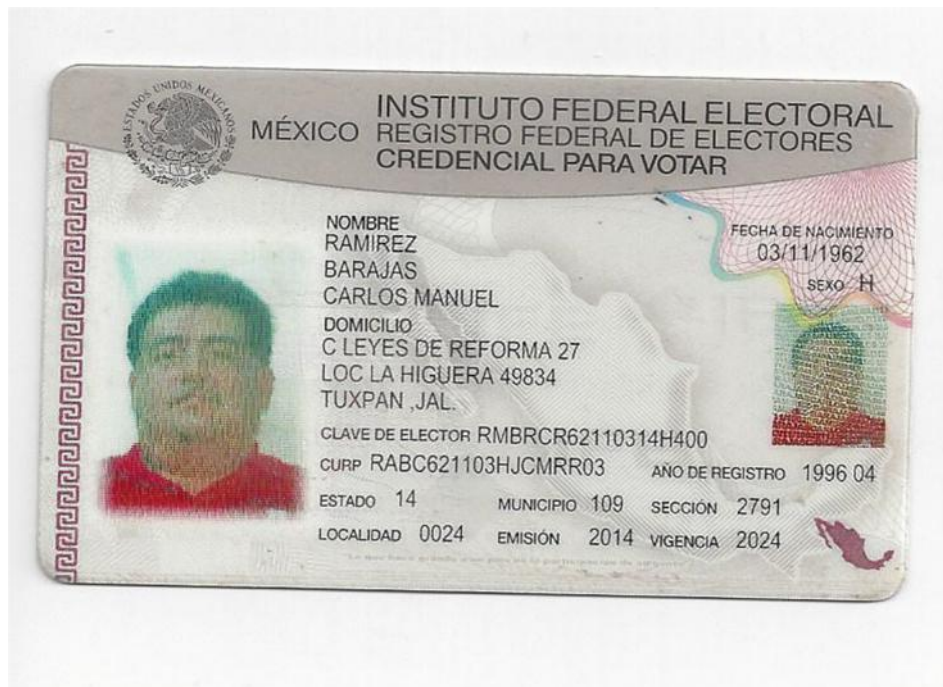 ESTADOS UNIDOS MEXICANOS
MÉXICO
INSTITUTO FEDERAL ELECTORAL
REGISTRO FEDERAL DE ELECTORES
CREDENCIAL PARA VOTAR
NOMBRE
RAMIREZ
BARAJAS
CARLOS MANUEL
FECHA DE NACIMIENTO
03/11/1962
SEXO H
DOMICILIO
C LEYES DE REFORMA 27
LOC LA HIGUERA 49834
TUXPAN ,JAL.
CLAVE DE ELECTOR RMBRCR62110314H400
CURP RABC621103HJCMRR03 AÑO DE REGISTRO 1996 04
ESTADO 14 MUNICIPIO 109 SECCIÓN 2791
LOCALIDAD 0024 EMISIÓN 2014 VIGENCIA 2024